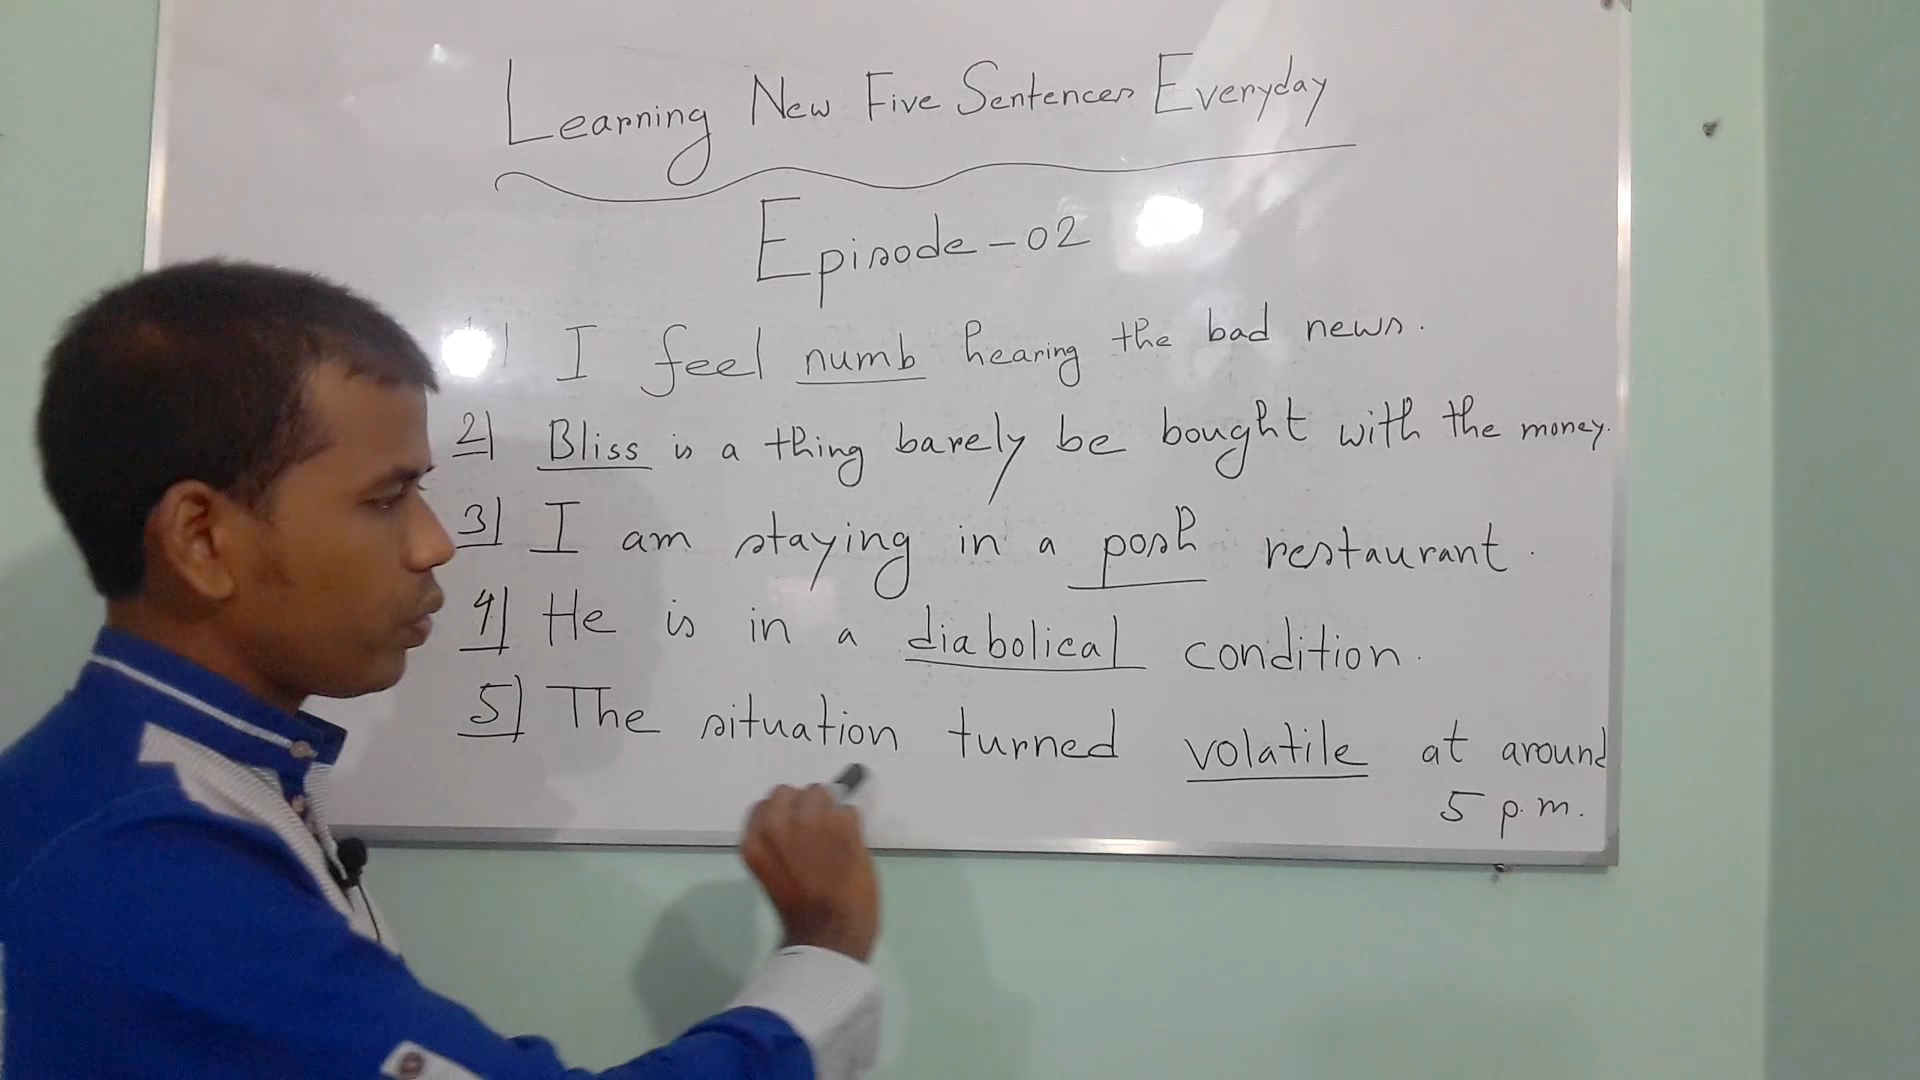 Learning New Five Sentences Everyday
Episode-02
1) I feel numb hearing the bad news.
2) Bliss is a thing barely be bought with the money.
3) I am staying in a posh restaurant.
4) He is in a diabolical condition.
5) The situation turned volatile at around
5 p.m.